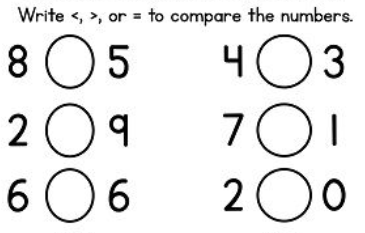 Write <, >, or = to compare the numbers.
8 5 4 3
2 9 7 1
6 6 2 0